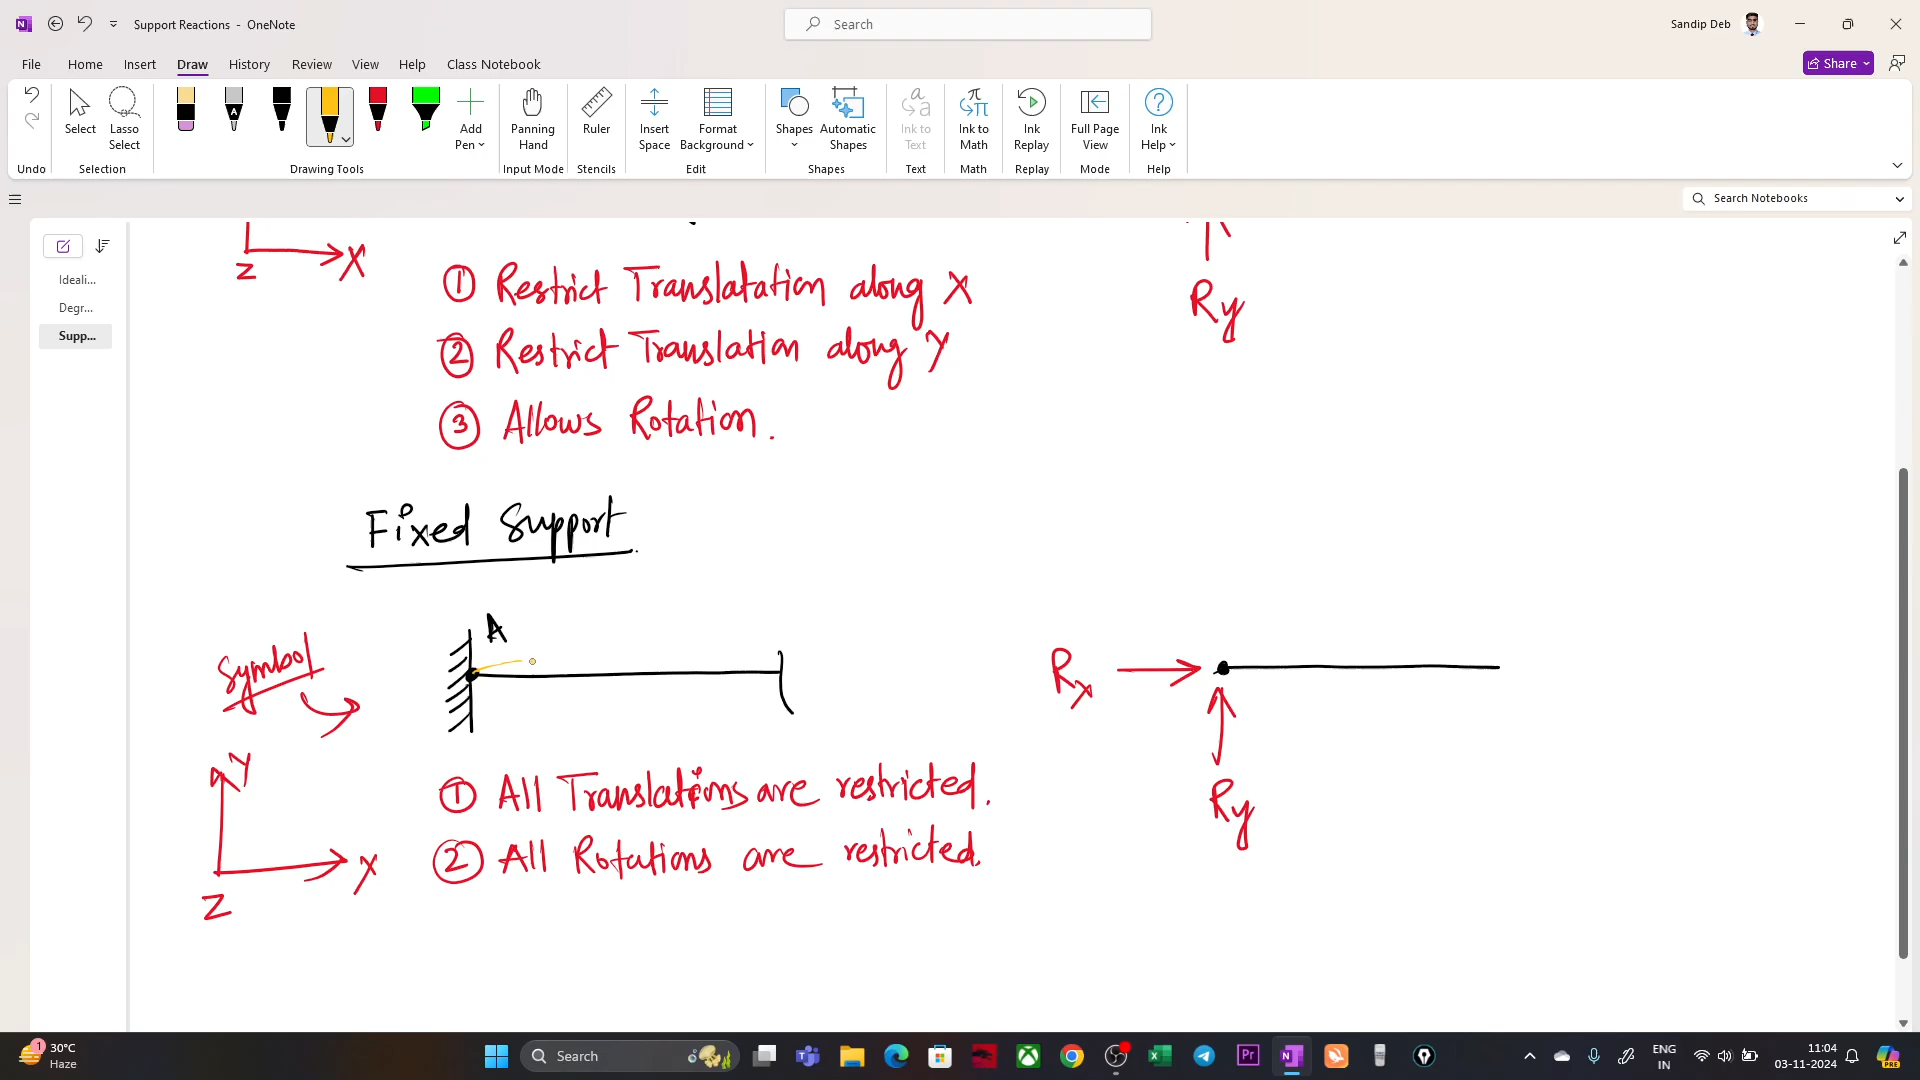 Support Reactions - OneNote
Search
Sandip Deb
File Home Insert Draw History Review View Help Class Notebook
Share
Select
Lasso Select
Add Pen
Panning Hand
Ruler
Insert Space
Format Background
Shapes
Automatic Shapes
Ink to Text
Ink to Math
Ink Replay
Full Page View
Ink Help
Undo Selection Drawing Tools Input Mode Stencils Edit Shapes Text Math Replay Mode Help
Search Notebooks
Ideali...
Degr...
Supp...
Z X
① Restrict Translatation along X
Ry
② Restrict Translation along Y
③ Allows Rotation.
Fixed Support
A
Symbol
Rx
Y
① All Translations are restricted.
Ry
② All Rotations are restricted.
X
Z
1
30°C
Haze
Search
ENG
IN
11:04
03-11-2024
PRE